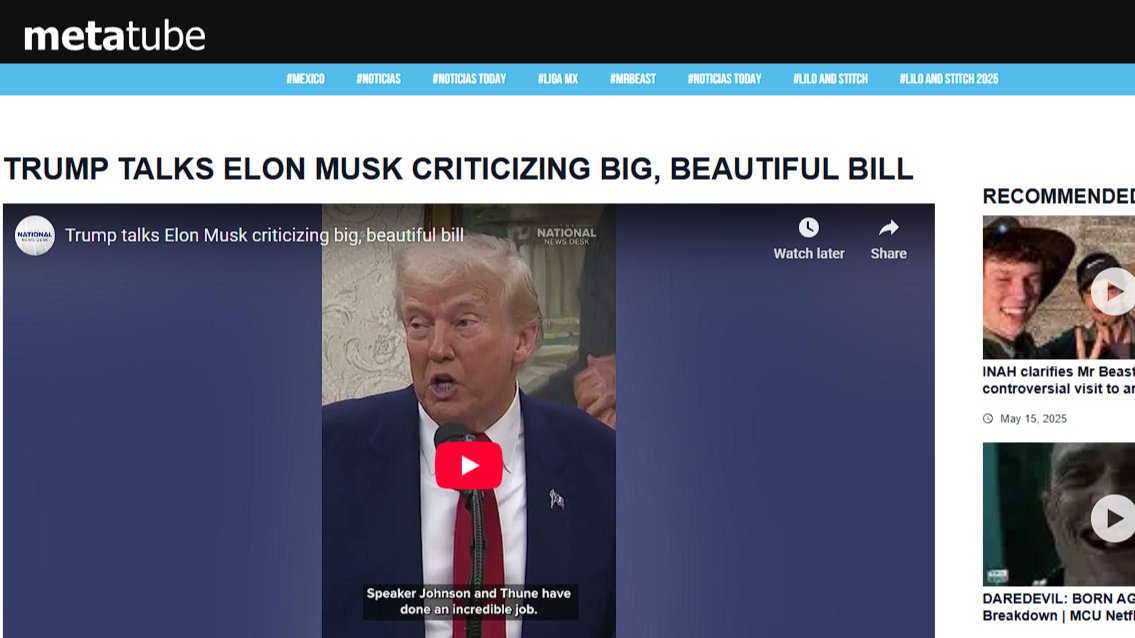 metatube
#MEXICO #NOTICIAS #NOTICIAS TODAY #LIGA MX #MRBEAST #NOTICIAS TODAY #LILO AND STITCH #LILO AND STITCH 2025
TRUMP TALKS ELON MUSK CRITICIZING BIG, BEAUTIFUL BILL
NATIONAL
NEWS DESK
Trump talks Elon Musk criticizing big, beautiful bill
NATIONAL
NEWS DESK
Watch later
Share
Speaker Johnson and Thune have
done an incredible job.
RECOMMENDED
INAH clarifies Mr Beast
controversial visit to
May 15, 2025
DAREDEVIL: BORN
Breakdown | MCU